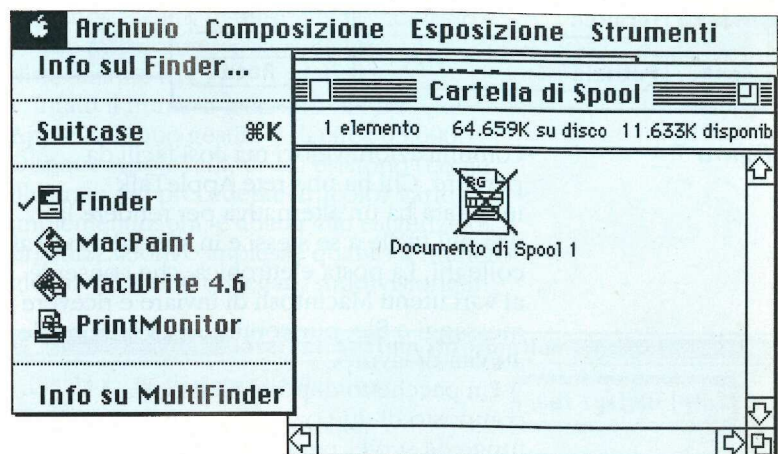 Archivio Composizione Esposizione Strumenti
Info sul Finder...
Suitcase ⌘K
✓ Finder
MacPaint
MacWrite 4.6
PrintMonitor
Info su MultiFinder
Cartella di Spool
1 elemento 64.659K su disco 11.633K disponib
BG
Documento di Spool 1